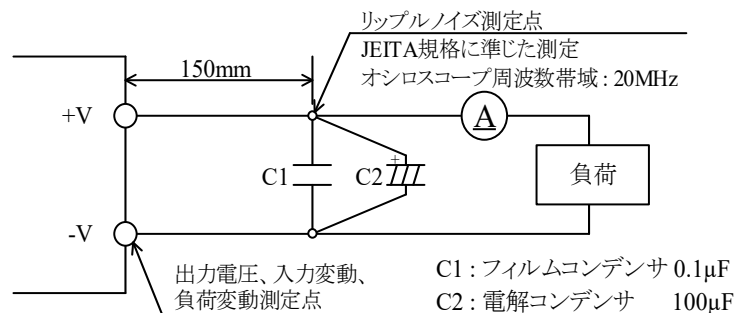 リップルノイズ測定点
JEITA規格に準じた測定
オシロスコープ周波数帯域 : 20MHz
150mm
+V
A
C1
+
C2
負荷
-V
出力電圧、入力変動、
負荷変動測定点
C1 : フィルムコンデンサ 0.1μF
C2 : 電解コンデンサ 100μF